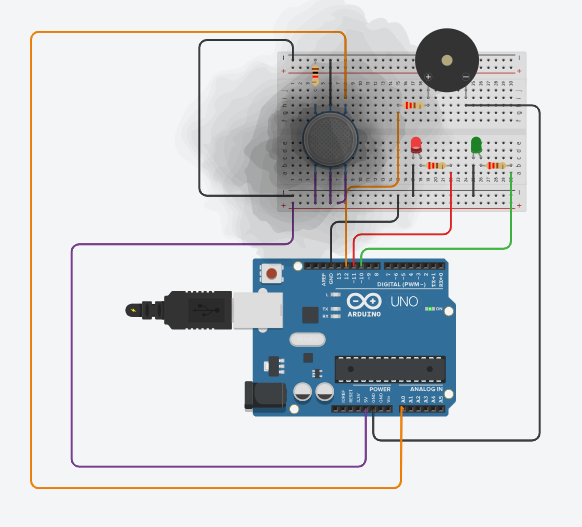 AREF
GND
13
12
~11
~10
~9
8
7
~6
~5
4
~3
2
TX→1
RX←0
DIGITAL (PWM~)
L
TX
RX
UNO
ARDUINO
ON
POWER
ANALOG IN
IOREF
RESET
3.3V
5V
GND
GND
Vin
A0
A1
A2
A3
A4
A5